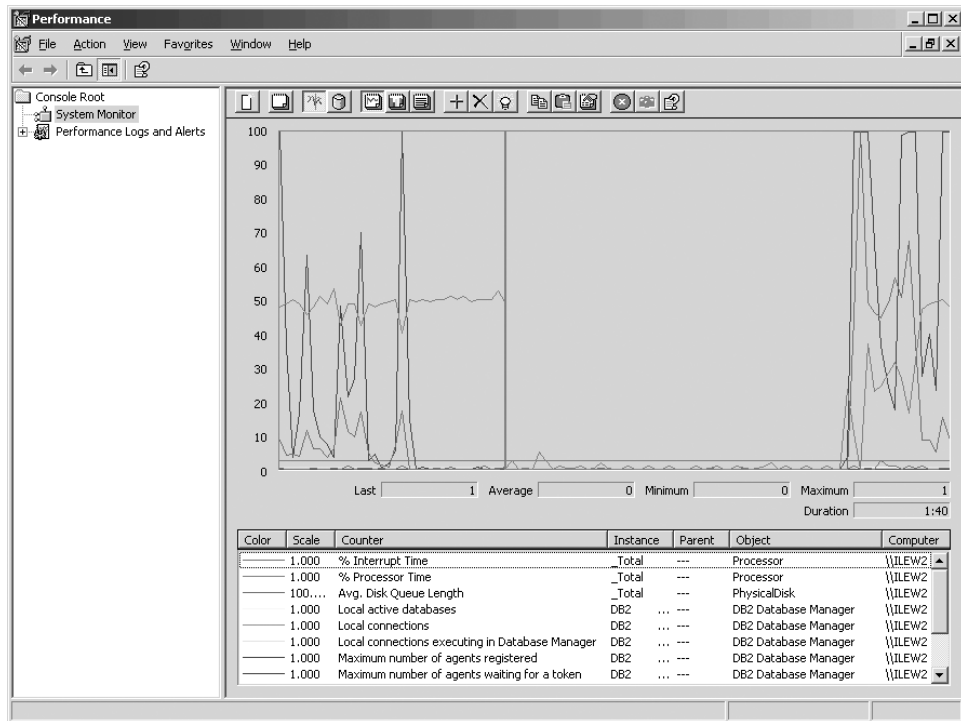 Performance
File Action View Favorites Window Help
Console Root
System Monitor
Performance Logs and Alerts
100
90
80
70
60
50
40
30
20
10
0
Last 1 Average 0 Minimum 0 Maximum 1
Duration 1:40
Color Scale Counter Instance Parent Object Computer
1.000 % Interrupt Time _Total --- Processor \\ILEW2
1.000 % Processor Time _Total --- Processor \\ILEW2
100.... Avg. Disk Queue Length _Total --- PhysicalDisk \\ILEW2
1.000 Local active databases DB2 ... --- DB2 Database Manager \\ILEW2
1.000 Local connections DB2 ... --- DB2 Database Manager \\ILEW2
1.000 Local connections executing in Database Manager DB2 ... --- DB2 Database Manager \\ILEW2
1.000 Maximum number of agents registered DB2 ... --- DB2 Database Manager \\ILEW2
1.000 Maximum number of agents waiting for a token DB2 ... --- DB2 Database Manager \\ILEW2